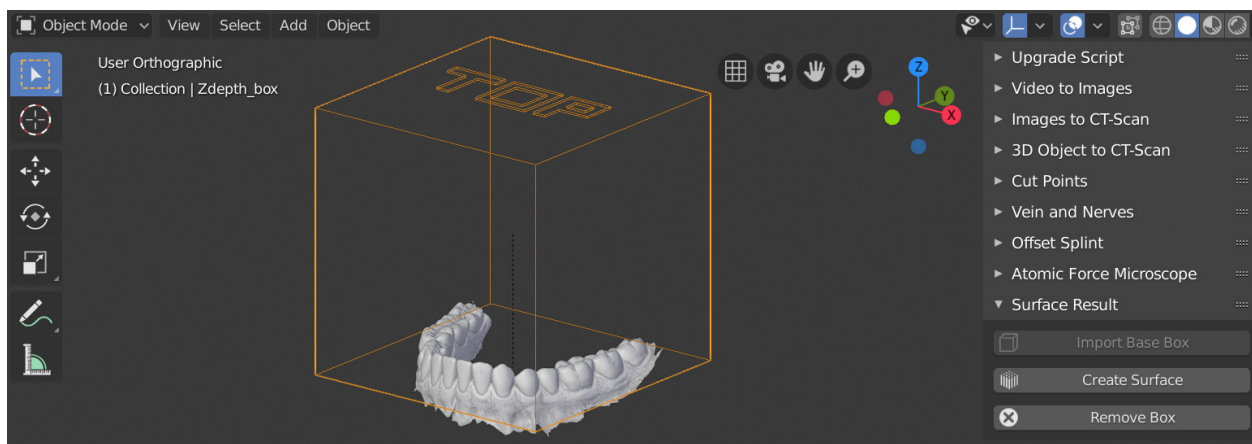 Object Mode View Select Add Object
User Orthographic
(1) Collection | Zdepth_box
TOP
Z
Y
X
Upgrade Script
Video to Images
Images to CT-Scan
3D Object to CT-Scan
Cut Points
Vein and Nerves
Offset Splint
Atomic Force Microscope
Surface Result
Import Base Box
Create Surface
Remove Box